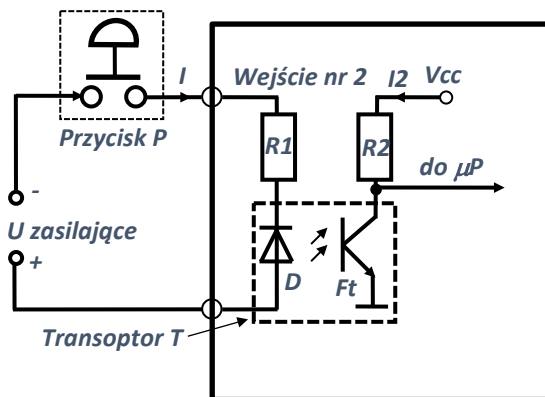 Przycisk P
I
Wejście nr 2
I2
Vcc
R1
R2
do μP
-
U zasilające
+
D
Ft
Transoptor T